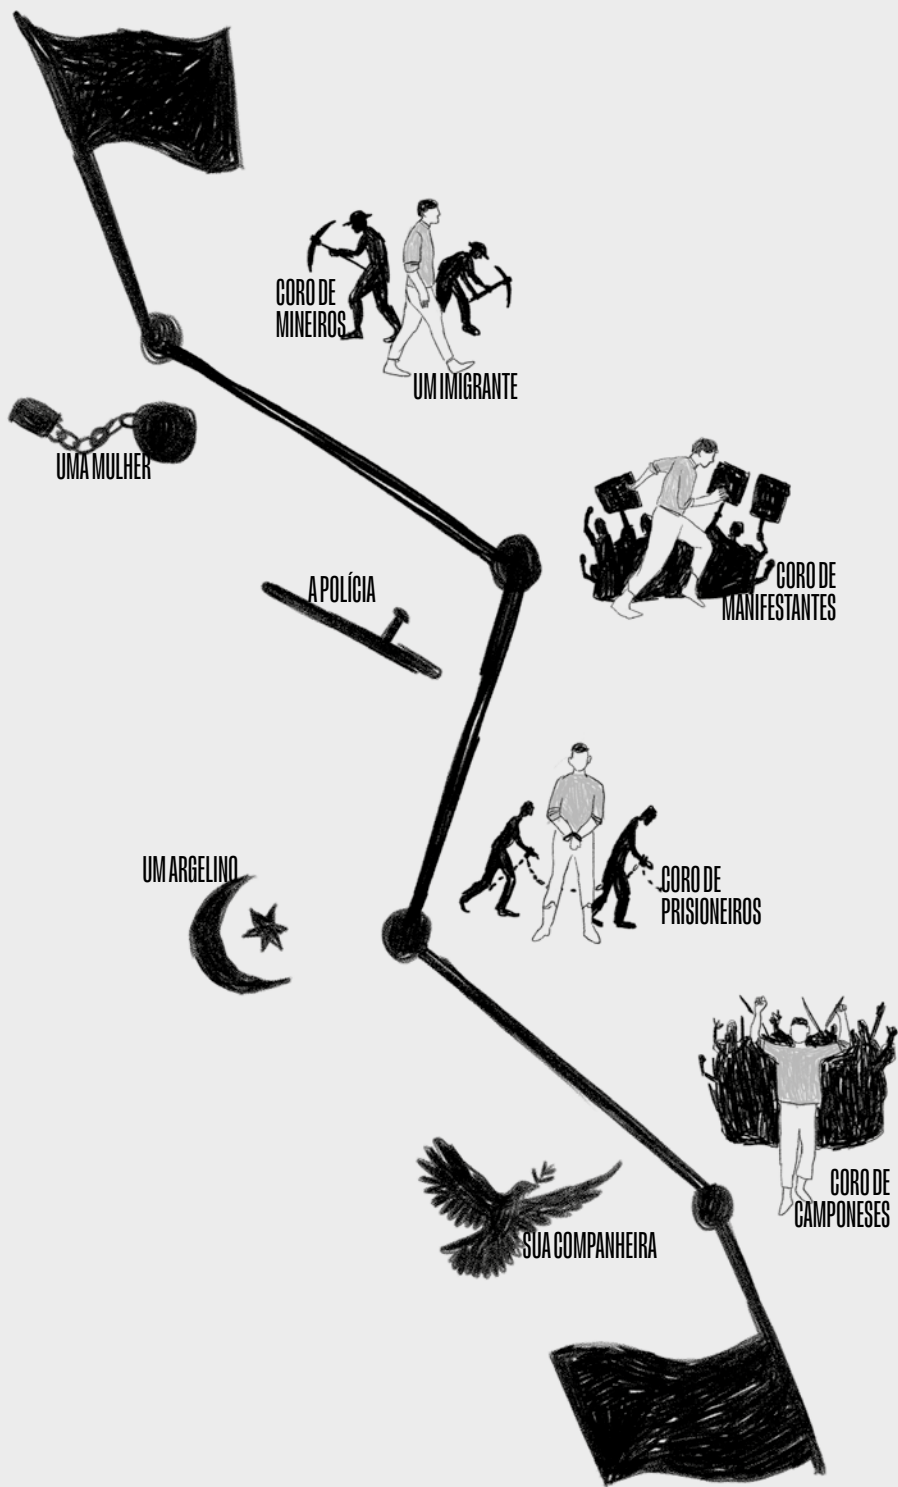 CORO DE
MINEIROS
UM IMIGRANTE
UMA MULHER
CORO DE
MANIFESTANTES
A POLÍCIA
UM ARGELINO
CORO DE
PRISIONEIROS
CORO DE
CAMPONESES
SUA COMPANHEIRA